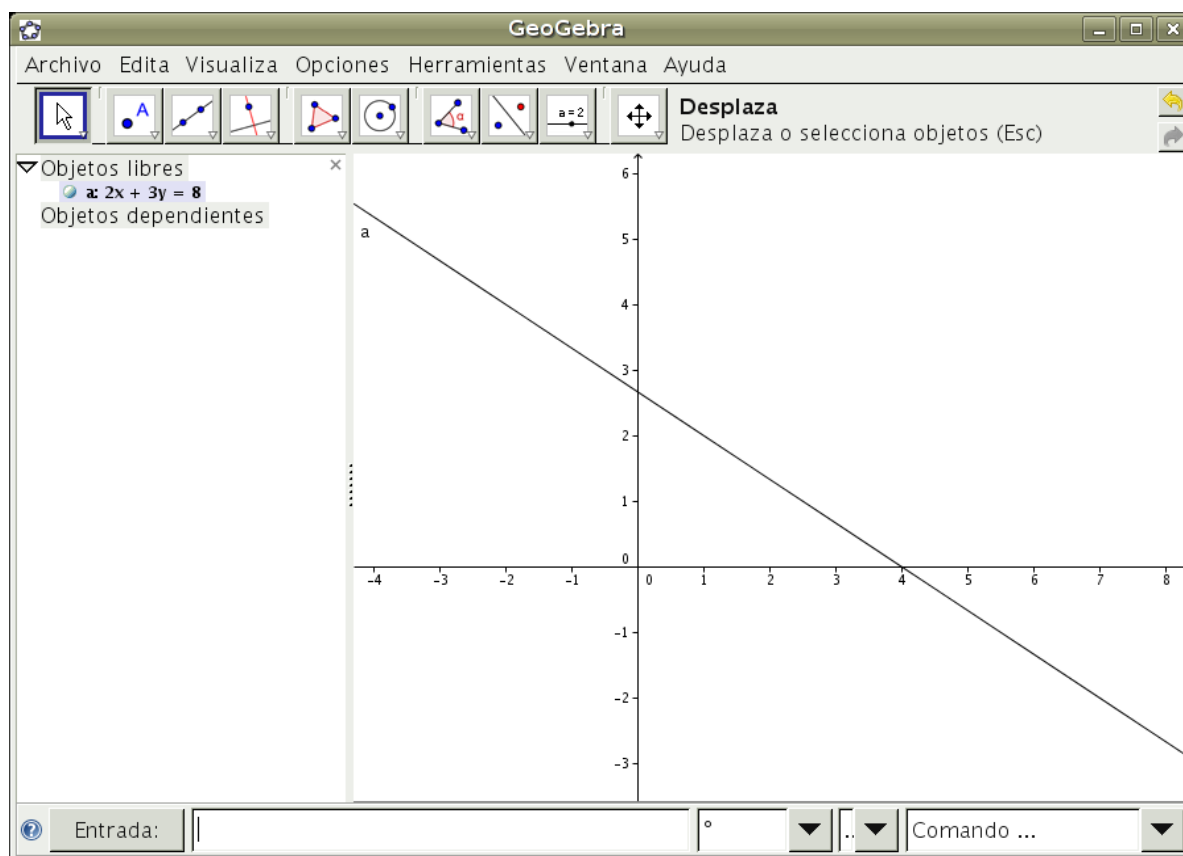 GeoGebra
Archivo Edita Visualiza Opciones Herramientas Ventana Ayuda
A
α
a=2
Desplaza
Desplaza o selecciona objetos (Esc)
Objetos libres
a: 2x + 3y = 8
Objetos dependientes
a
6
5
4
3
2
1
0
-4 -3 -2 -1 0 1 2 3 4 5 6 7 8
-1
-2
-3
Entrada:
°
..
Comando ...